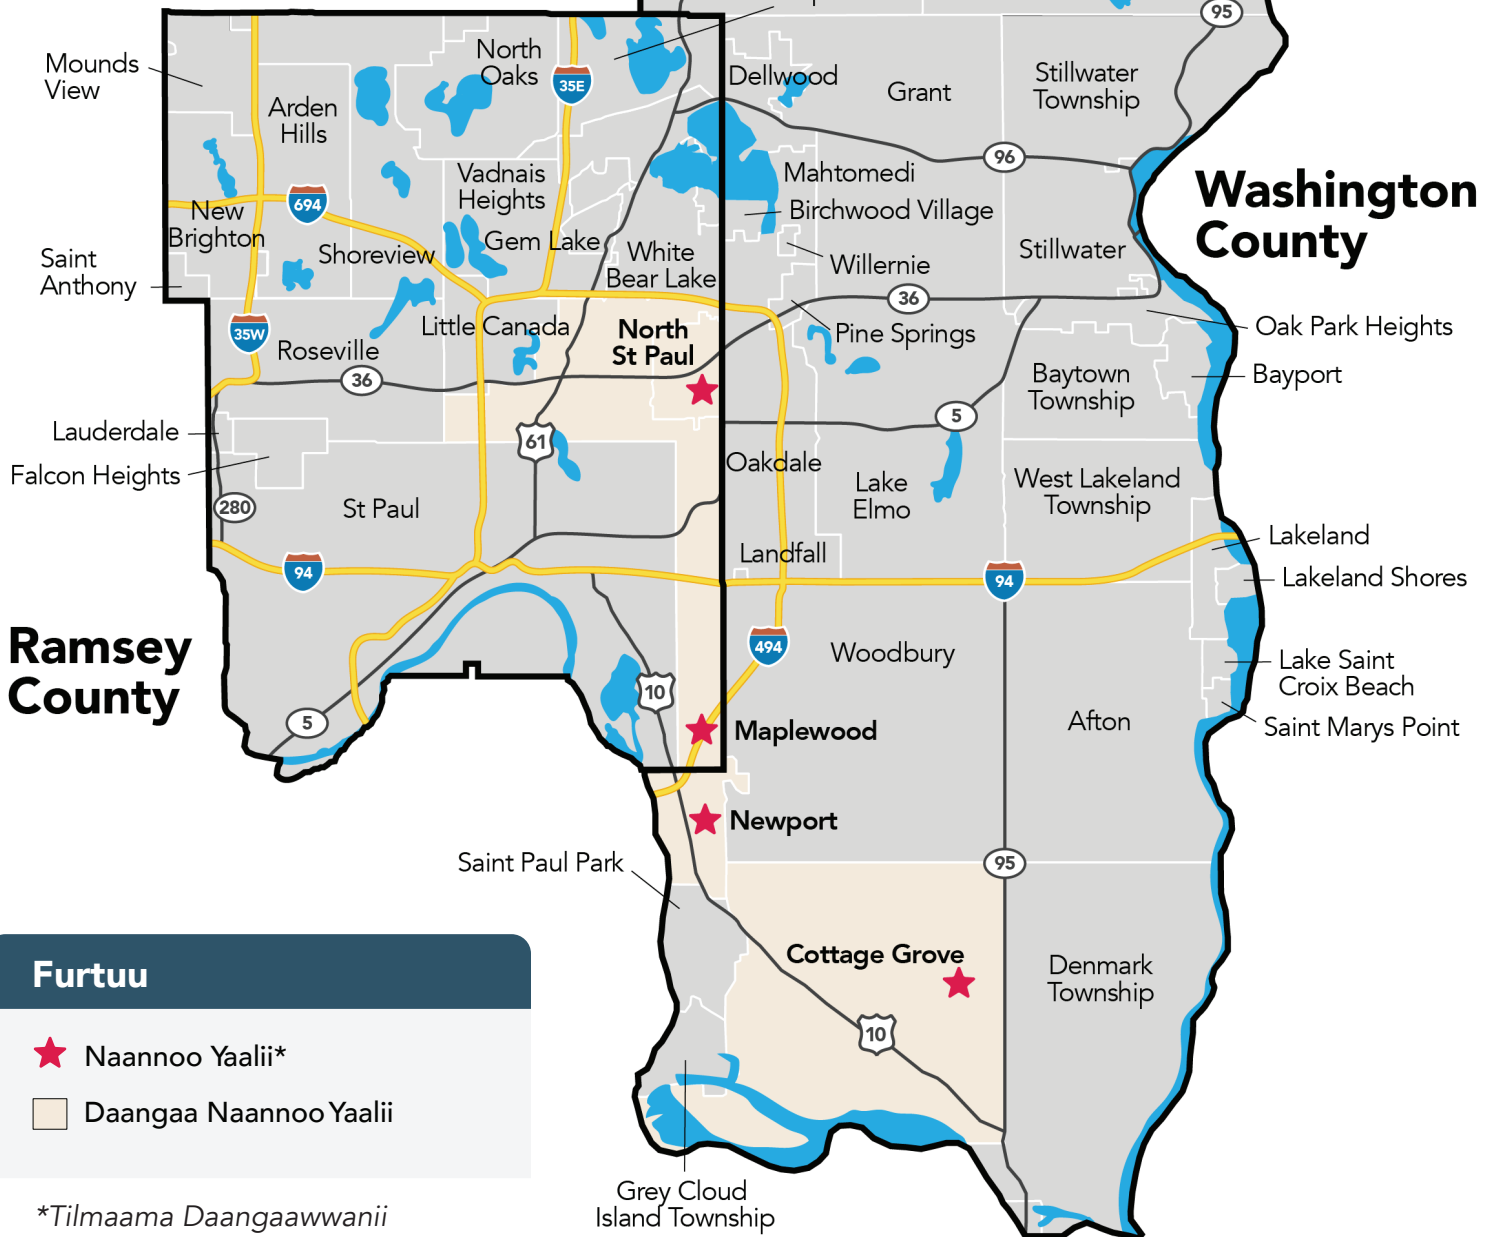 95
Mounds
View
North
Oaks
35E
Dellwood
Grant
Stillwater
Township
Arden
Hills
96
Vadnais
Heights
Mahtomedi
Washington
County
694
New
Brighton
Birchwood Village
Shoreview
Gem Lake
White
Bear Lake
Willernie
Stillwater
Saint
Anthony
36
35W
Roseville
Little Canada
North
St Paul
Pine Springs
Oak Park Heights
36
Baytown
Township
Bayport
5
Lauderdale
61
Falcon Heights
Oakdale
Lake
Elmo
West Lakeland
Township
280
St Paul
Landfall
Lakeland
94
94
Lakeland Shores
Ramsey
County
494
Woodbury
Lake Saint
Croix Beach
10
5
Maplewood
Afton
Saint Marys Point
Newport
Saint Paul Park
95
Cottage Grove
Denmark
Township
10
Furtuu
Naannoo Yaalii*
Daangaa Naannoo Yaalii
*Tilmaama Daangaawwanii
Grey Cloud
Island Township